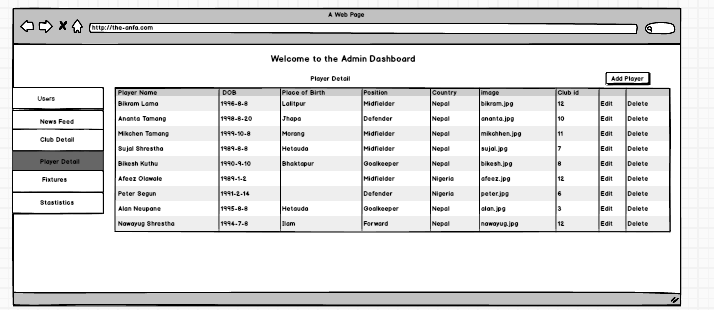 A Web Page
http://the-anfa.com
Welcome to the Admin Dashboard
Player Detail
Add Player
Users
News Feed
Club Detail
Player Detail
Fixtures
Stastistics
Player Name DOB Place of Birth Position Country Image Club id
Bikram Lama 1996-8-8 Lalitpur Midfielder Nepal bikram.jpg 12 Edit Delete
Ananta Tamang 1998-8-20 Jhapa Defender Nepal ananta.jpg 10 Edit Delete
Mikchen Tamang 1999-10-8 Morang Midfielder Nepal mikahhen.jpg 11 Edit Delete
Sujal Shrestha 1989-8-8 Hetauda Midfielder Nepal sujal.jpg 7 Edit Delete
Bikesh Kuthu 1990-9-10 Bhaktapur Goalkeeper Nepal bikesh.jpg 8 Edit Delete
Afeez Olawale 1989-1-2 Midfielder Nigeria afeez.jpg 12 Edit Delete
Peter Segun 1991-2-14 Defender Nigeria peter.jpg 6 Edit Delete
Alan Neupane 1995-8-8 Hetauda Goalkeeper Nepal alan.jpg 3 Edit Delete
Nawayug Shrestha 1994-7-8 Ilam Forward Nepal nawayug.jpg 12 Edit Delete